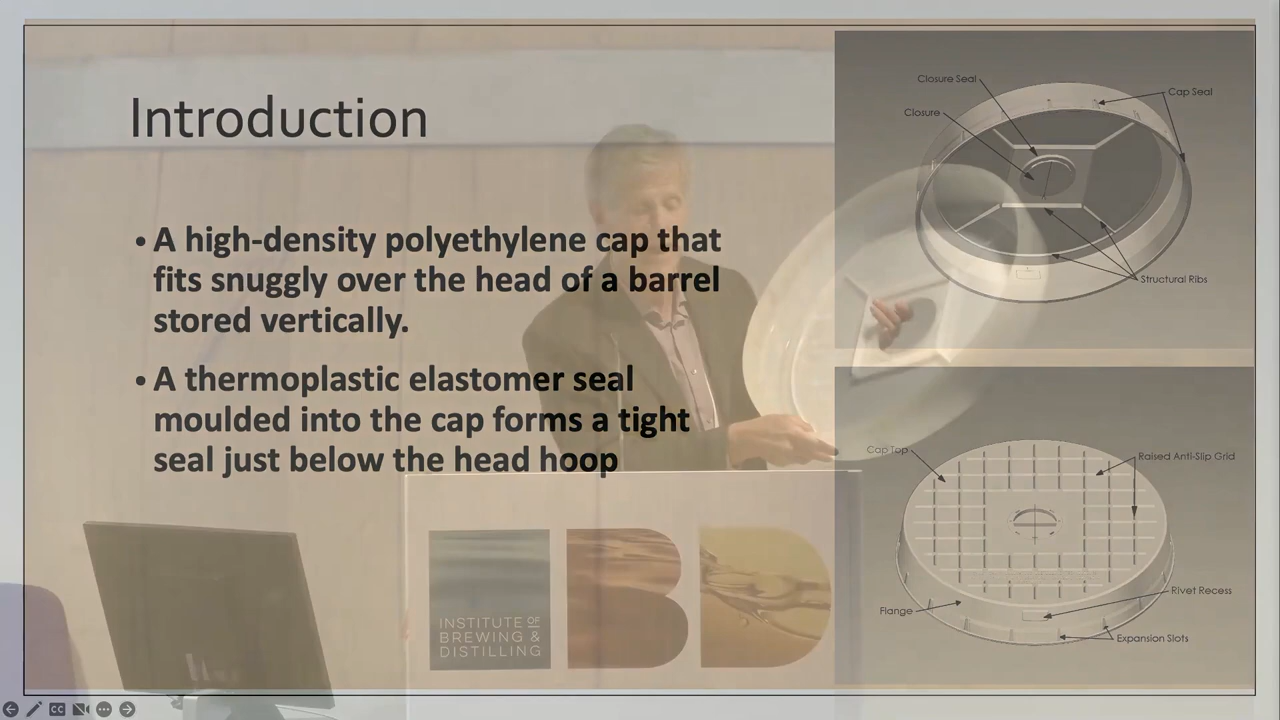 Introduction
• A high-density polyethylene cap that
fits snuggly over the head of a barrel
stored vertically.
• A thermoplastic elastomer seal
moulded into the cap forms a tight
seal just below the head hoop
Closure Seal
Closure
Cap Seal
Structural Ribs
Cap Top
Raised Anti-Slip Grid
Rivet Recess
Flange
Expansion Slots
INSTITUTE OF
BREWING &
DISTILLING
CC